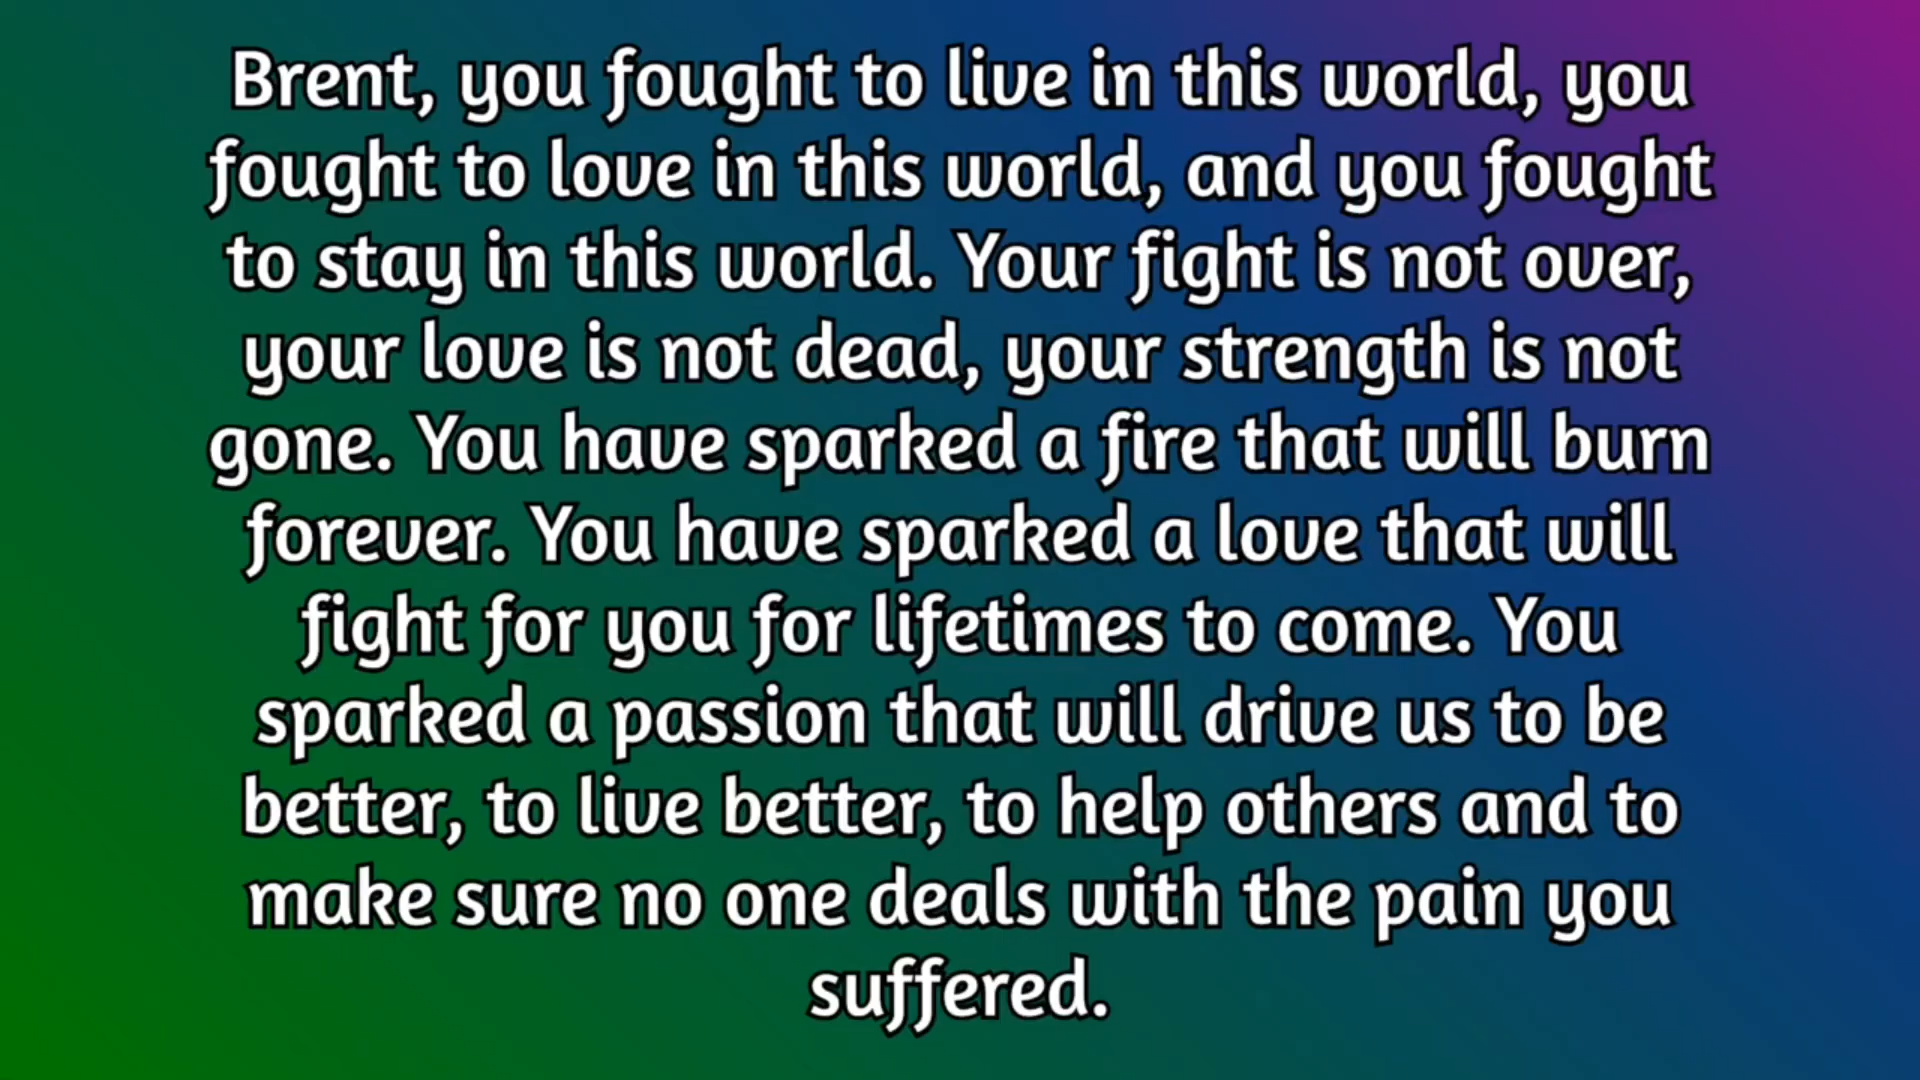 Brent, you fought to live in this world, you
fought to love in this world, and you fought
to stay in this world. Your fight is not over,
your love is not dead, your strength is not
gone. You have sparked a fire that will burn
forever. You have sparked a love that will
fight for you for lifetimes to come. You
sparked a passion that will drive us to be
better, to live better, to help others and to
make sure no one deals with the pain you
suffered.